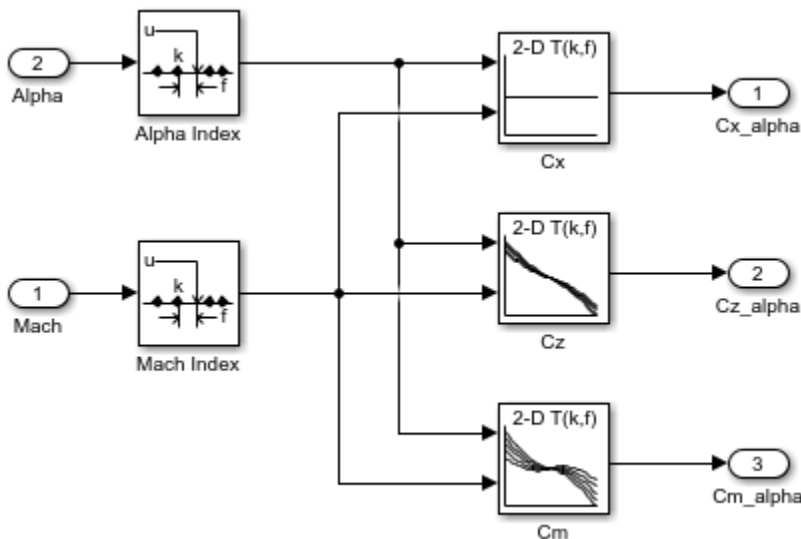 2
Alpha
u
k
f
Alpha Index
2-D T(k,f)
Cx
1
Cx_alpha
1
Mach
u
k
f
Mach Index
2-D T(k,f)
Cz
2
Cz_alpha
2-D T(k,f)
Cm
3
Cm_alpha